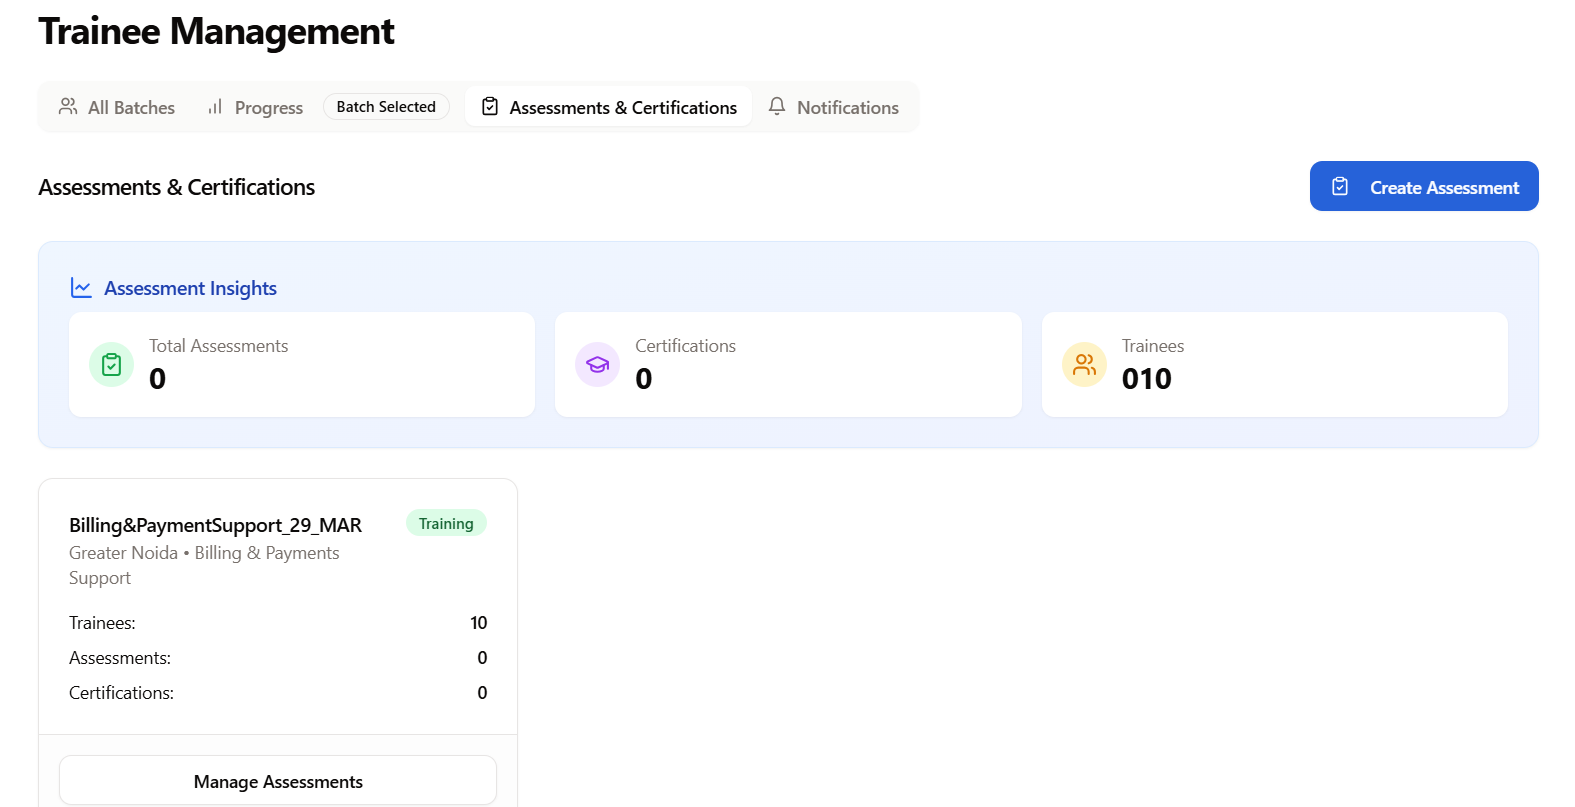 Trainee Management
All Batches
Progress
Batch Selected
Assessments & Certifications
Notifications
Assessments & Certifications
Create Assessment
Assessment Insights
Total Assessments
0
Certifications
0
Trainees
010
Billing&PaymentSupport_29_MAR
Training
Greater Noida • Billing & Payments
Support
Trainees: 10
Assessments: 0
Certifications: 0
Manage Assessments